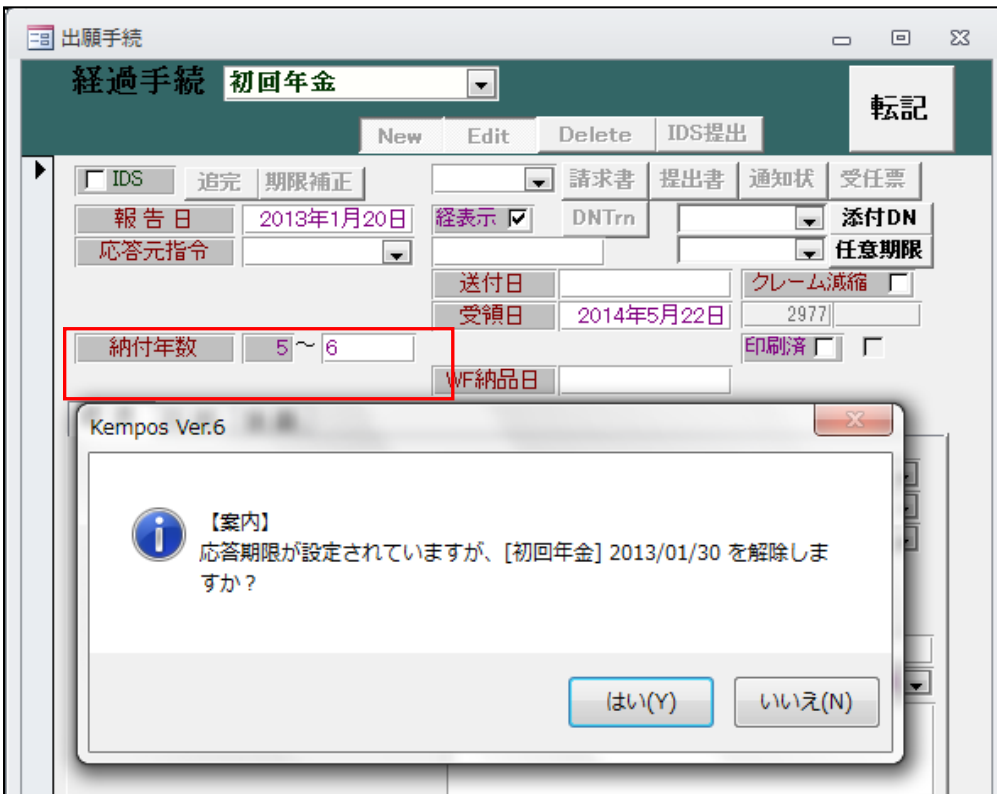 出願手続
経過手続 初回年金
転記
New Edit Delete IDS提出
IDS 追完 期限補正 請求書 提出書 通知状 受任票
報告日 2013年1月20日 経表示 DNTrn 添付DN
応答元指令 任意期限
送付日 クレーム減縮
受領日 2014年5月22日 2977
納付年数 5～6 印刷済
WF納品日
Kempos Ver.6
【案内】
応答期限が設定されていますが、[初回年金] 2013/01/30 を解除しま
すか？
はい(Y) いいえ(N)